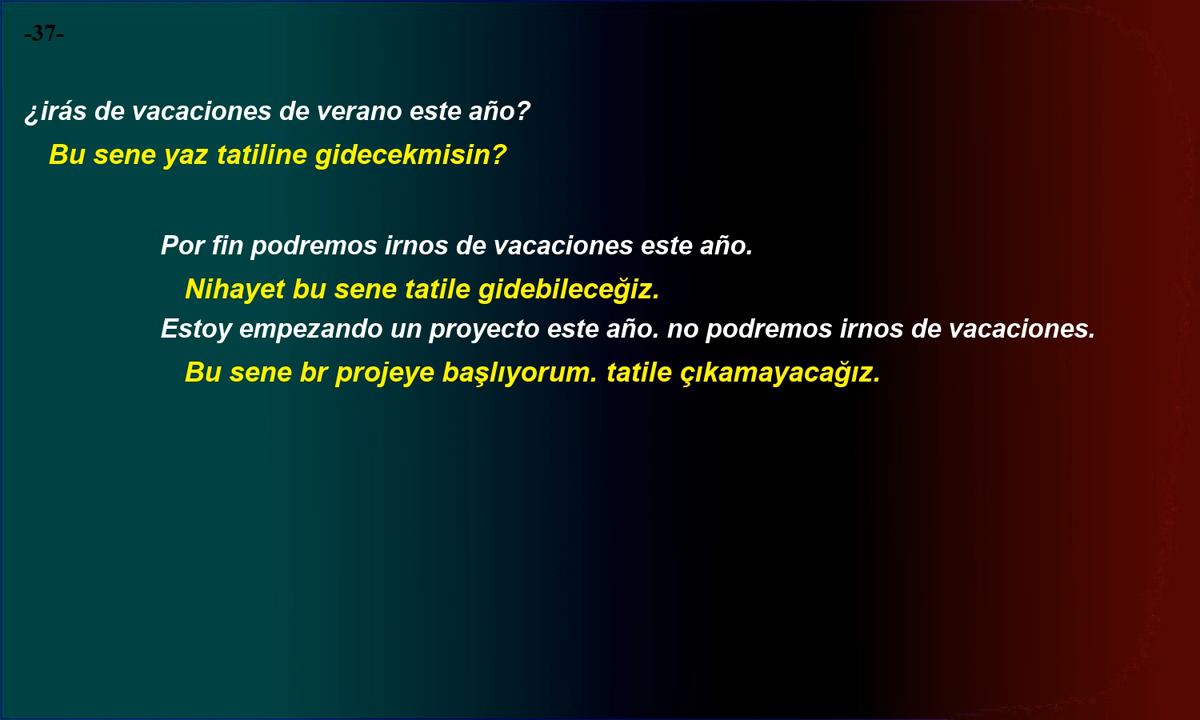 -37-
¿irás de vacaciones de verano este año?
Bu sene yaz tatiline gidecekmisin?
Por fin podremos irnos de vacaciones este año.
Nihayet bu sene tatile gidebileceğiz.
Estoy empezando un proyecto este año. no podremos irnos de vacaciones.
Bu sene br projeye başlıyorum. tatile çıkamayacağız.